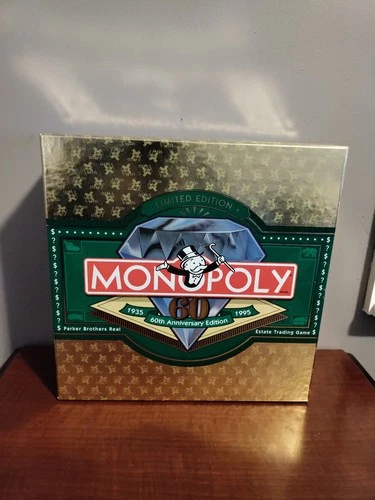 LIMITED EDITION
MONOPOLY
60
1935 1995
60th Anniversary Edition
Parker Brothers Real Estate Trading Game
$ ? $ ? $ ? $ ? $
$ ? $ ? $ ? $ ? $